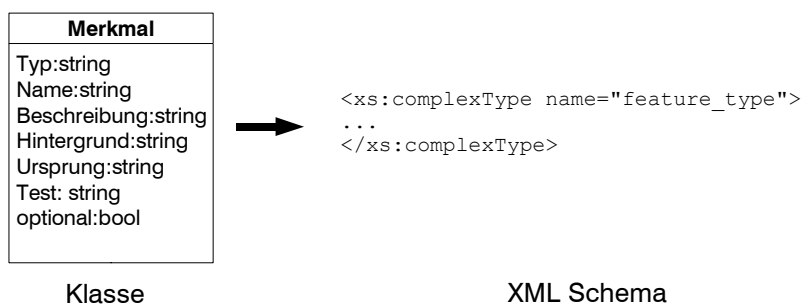 Merkmal
Typ:string
Name:string
Beschreibung:string
Hintergrund:string
Ursprung:string
Test: string
optional:bool
<xs:complexType name="feature_type">
...
</xs:complexType>
Klasse
XML Schema